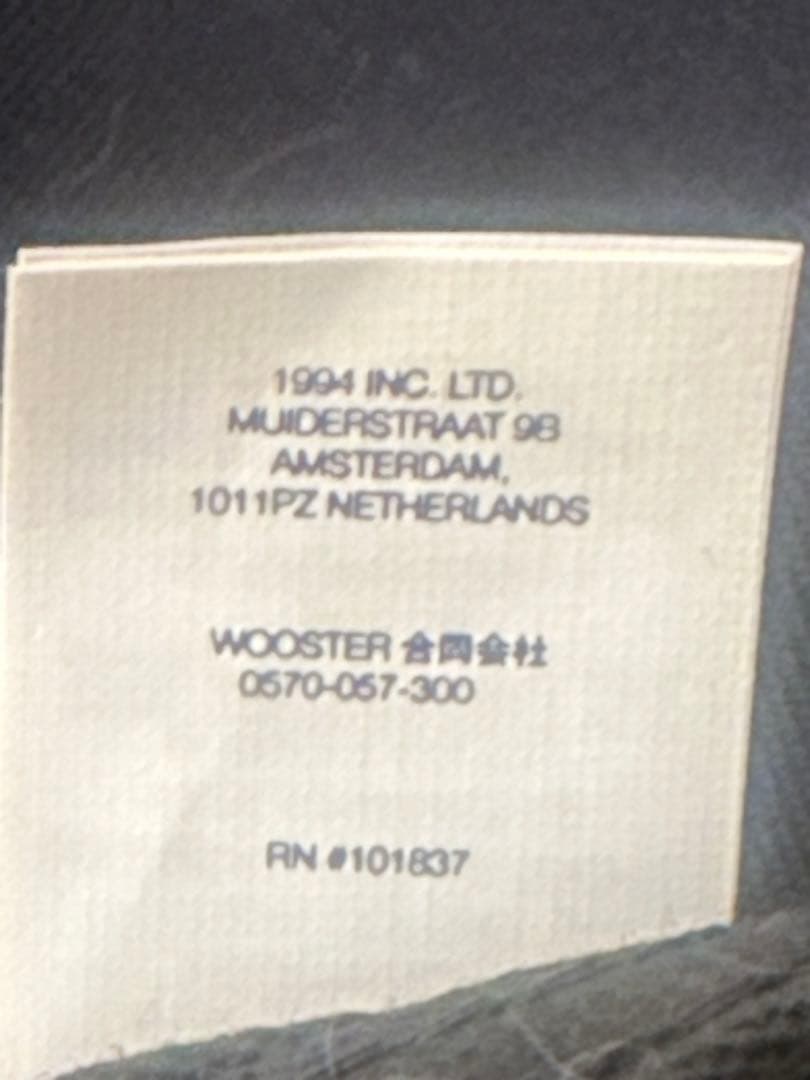 1994 INC. LTD.
MUIDERSTRAAT 9B
AMSTERDAM,
1011PZ NETHERLANDS
WOOSTER 合同会社
0570-057-300
RN #101837